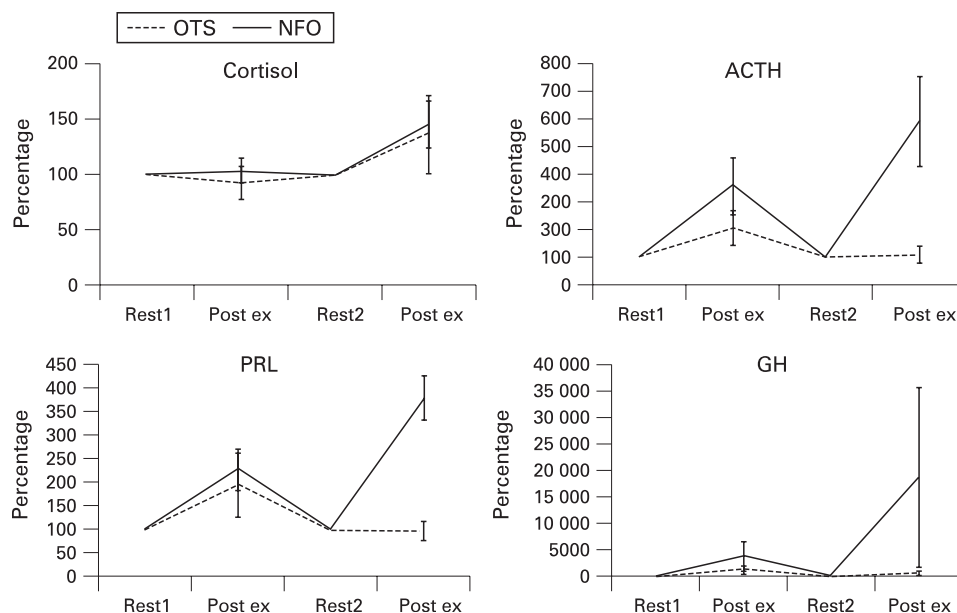 OTS NFO
Cortisol
Percentage
200
150
100
50
0
Rest1 Post ex Rest2 Post ex
ACTH
Percentage
800
700
600
500
400
200
300
100
0
Rest1 Post ex Rest2 Post ex
PRL
Percentage
450
400
350
300
250
200
150
100
50
0
Rest1 Post ex Rest2 Post ex
GH
Percentage
40 000
35 000
30 000
25 000
20 000
15 000
10 000
5000
0
Rest1 Post ex Rest2 Post ex